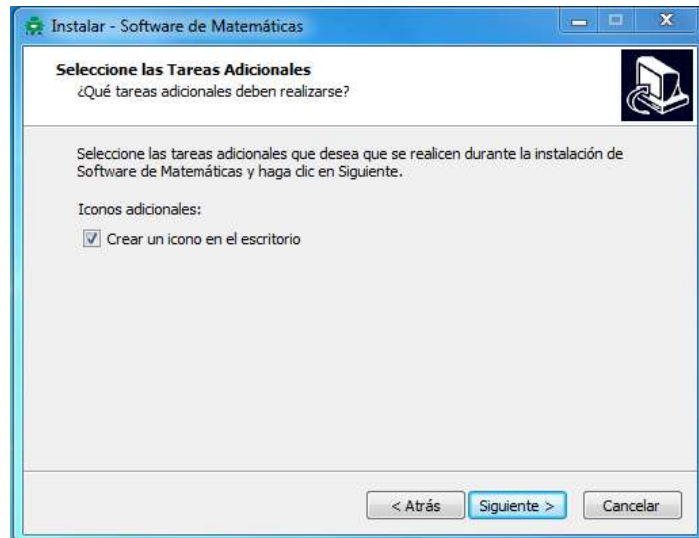 Instalar - Software de Matemáticas
Seleccione las Tareas Adicionales
¿Qué tareas adicionales deben realizarse?
Seleccione las tareas adicionales que desea que se realicen durante la instalación de
Software de Matemáticas y haga clic en Siguiente.
Iconos adicionales:
Crear un icono en el escritorio
< Atrás Siguiente > Cancelar